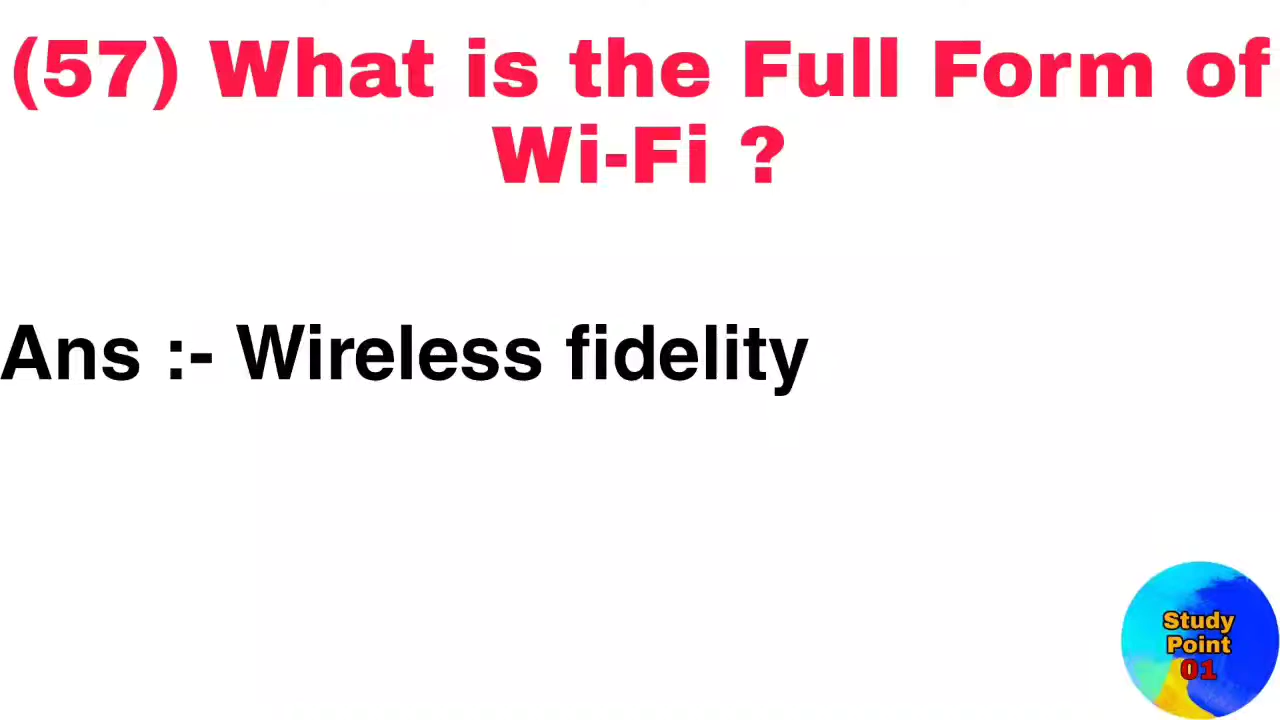 (57) What is the Full Form of
Wi-Fi ?
Ans :- Wireless fidelity
Study
Point
01